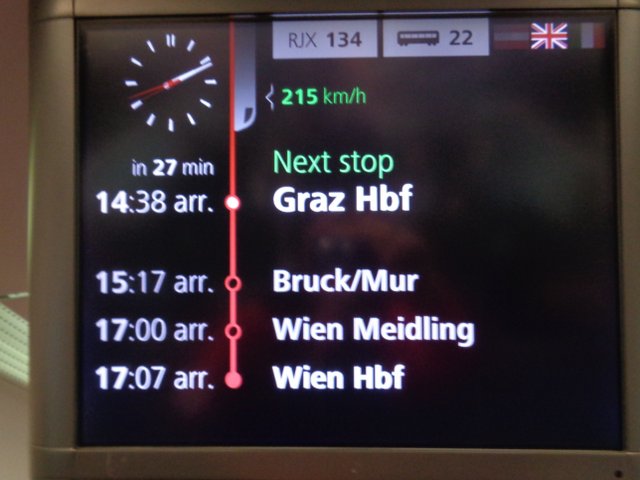 RJX 134
22
215 km/h
in 27 min
Next stop
14:38 arr. Graz Hbf
15:17 arr. Bruck/Mur
17:00 arr. Wien Meidling
17:07 arr. Wien Hbf